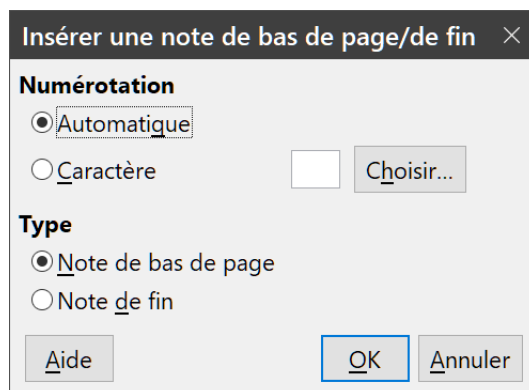 Insérer une note de bas de page/de fin
Numérotation
Automatique
Caractère Choisir...
Type
Note de bas de page
Note de fin
Aide OK Annuler